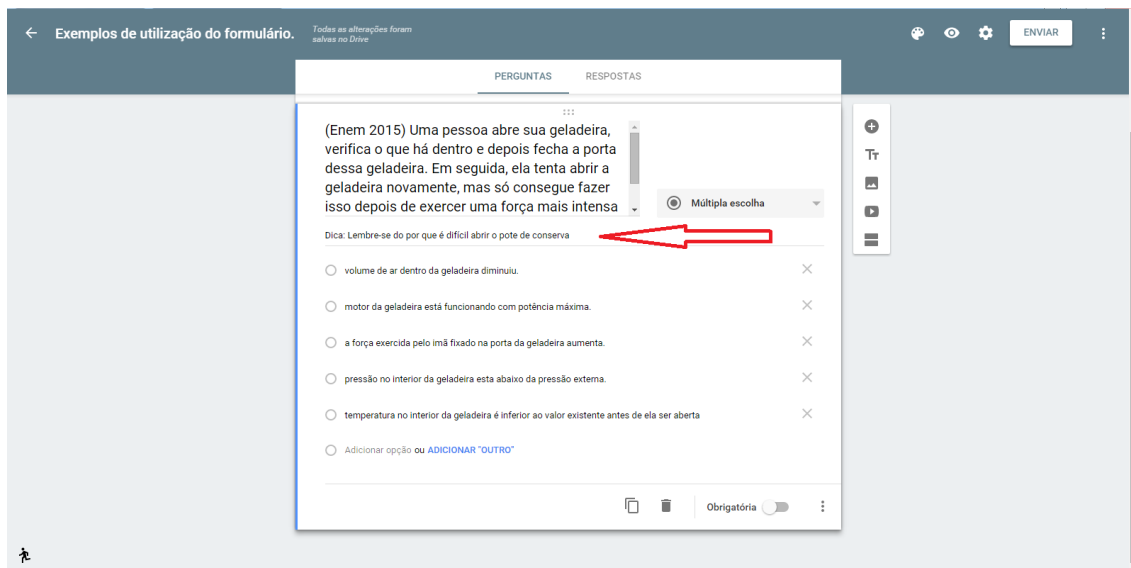 Exemplos de utilização do formulário.
Todas as alterações foram
salvas no Drive
ENVIAR
PERGUNTAS
RESPOSTAS
(Enem 2015) Uma pessoa abre sua geladeira,
verifica o que há dentro e depois fecha a porta
dessa geladeira. Em seguida, ela tenta abrir a
geladeira novamente, mas só consegue fazer
isso depois de exercer uma força mais intensa
Múltipla escolha
Dica: Lembre-se do por que é difícil abrir o pote de conserva
volume de ar dentro da geladeira diminuiu.
motor da geladeira está funcionando com potência máxima.
a força exercida pelo imã fixado na porta da geladeira aumenta.
pressão no interior da geladeira esta abaixo da pressão externa.
temperatura no interior da geladeira é inferior ao valor existente antes de ela ser aberta
Adicionar opção ou ADICIONAR "OUTRO"
Obrigatória